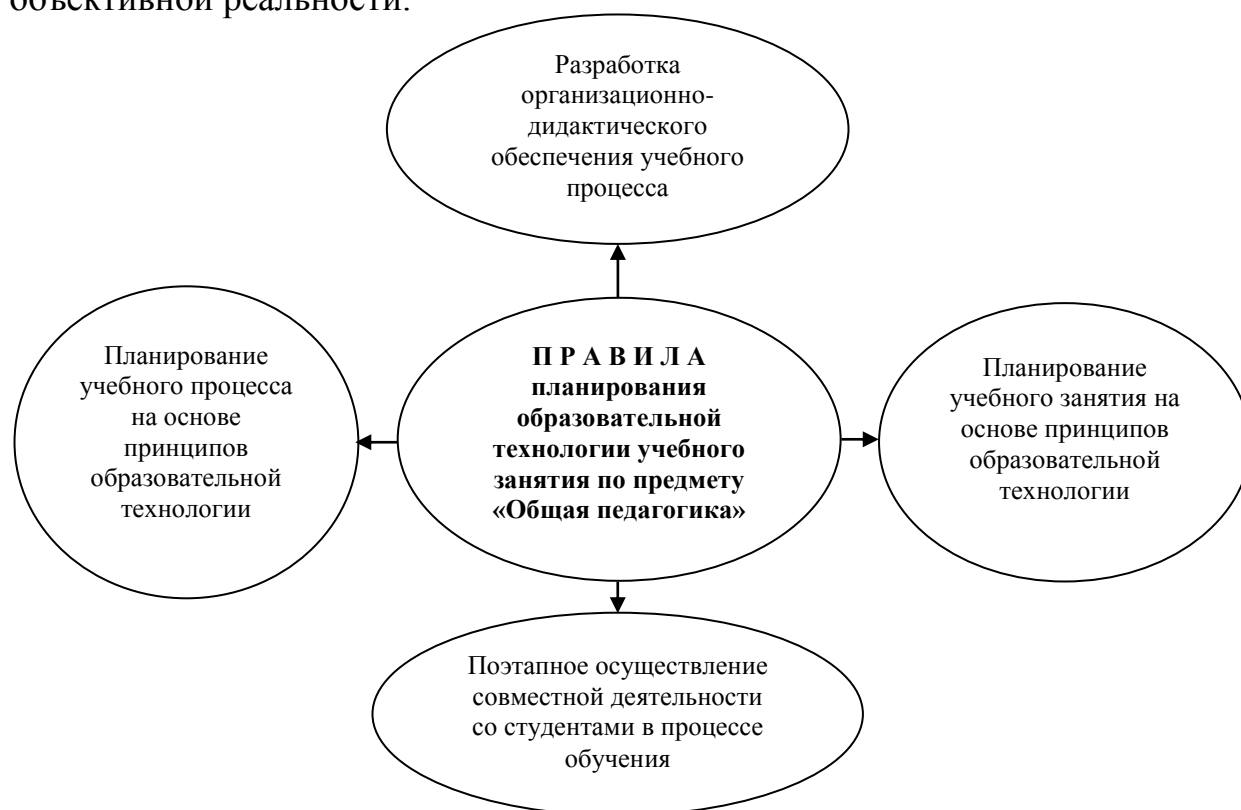 объективной реальности.
Разработка
организационно-
дидактического
обеспечения учебного
процесса
Планирование
учебного процесса
на основе
принципов
образовательной
технологии
П Р А В И Л А
планирования
образовательной
технологии учебного
занятия по предмету
«Общая педагогика»
Планирование
учебного занятия на
основе принципов
образовательной
технологии
Поэтапное осуществление
совместной деятельности
со студентами в процессе
обучения